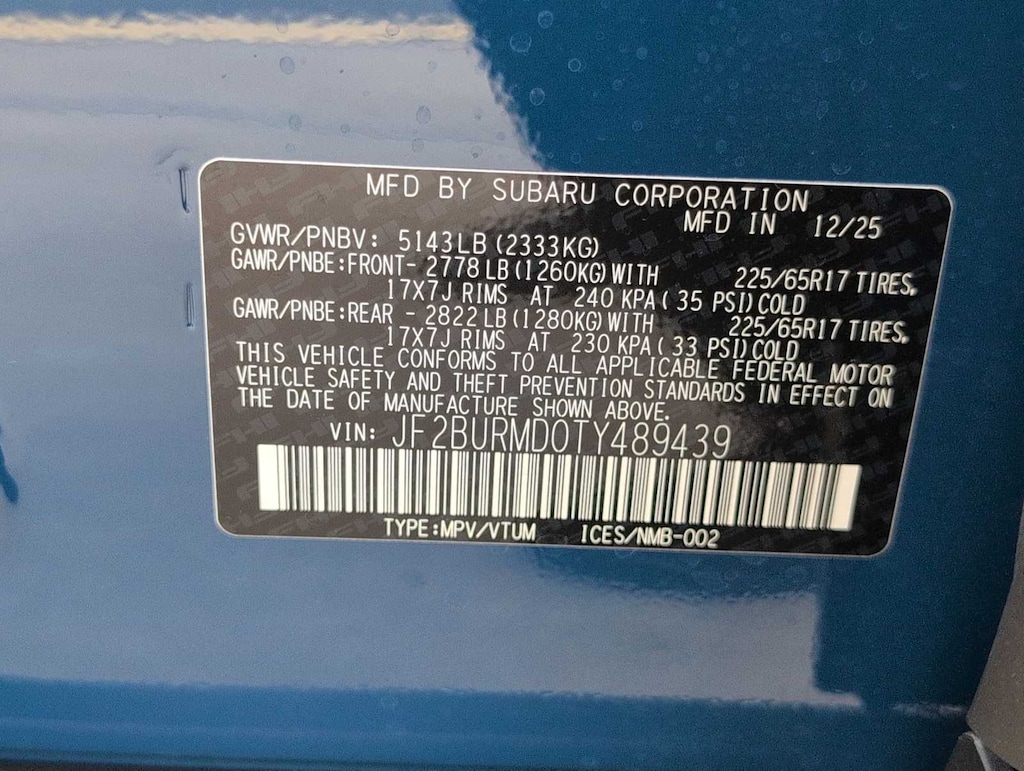 MFD BY SUBARU CORPORATION
MFD IN 12/25
GVWR/PNBV: 5143LB (2333KG)
GAWR/PNBE:FRONT- 2778 LB (1260KG) WITH 225/65R17 TIRES,
17X7J RIMS AT 240 KPA ( 35 PSI) COLD
GAWR/PNBE:REAR - 2822 LB (1280KG) WITH 225/65R17 TIRES,
17X7J RIMS AT 230 KPA ( 33 PSI) COLD
THIS VEHICLE CONFORMS TO ALL APPLICABLE FEDERAL MOTOR
VEHICLE SAFETY AND THEFT PREVENTION STANDARDS IN EFFECT ON
THE DATE OF MANUFACTURE SHOWN ABOVE.
VIN: JF2BURMD0TY489439
TYPE:MPV/VTUM ICES/NMB-002